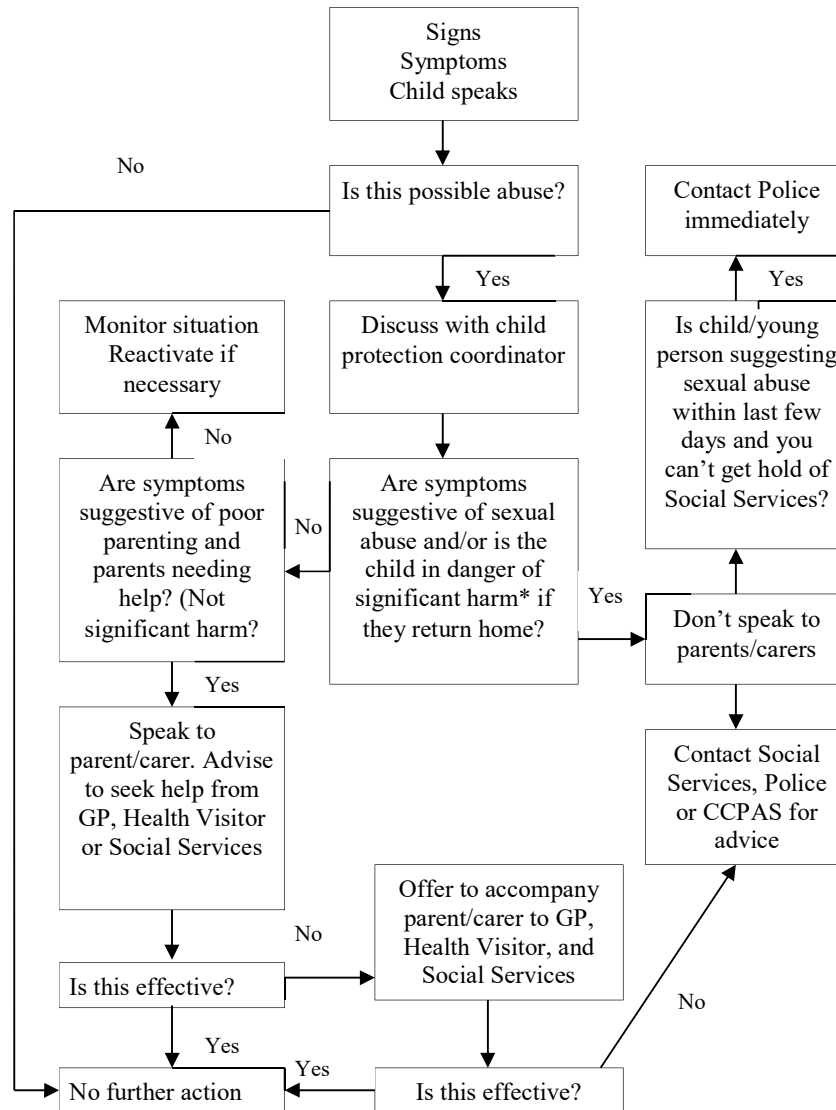 Signs
Symptoms
Child speaks
No
Is this possible abuse?
Contact Police
immediately
Yes
Yes
Monitor situation
Reactivate if
necessary
Discuss with child
protection coordinator
Is child/young
person suggesting
sexual abuse
within last few
days and you
can’t get hold of
Social Services?
No
Are symptoms
suggestive of poor
parenting and
parents needing
help? (Not
significant harm?
No
Are symptoms
suggestive of sexual
abuse and/or is the
child in danger of
significant harm* if
they return home?
Yes
Don’t speak to
parents/carers
Yes
Speak to
parent/carer. Advise
to seek help from
GP, Health Visitor
or Social Services
Contact Social
Services, Police
or CCPAS for
advice
Offer to accompany
parent/carer to GP,
Health Visitor, and
Social Services
No
Is this effective?
No
Yes
Yes
No further action
Is this effective?